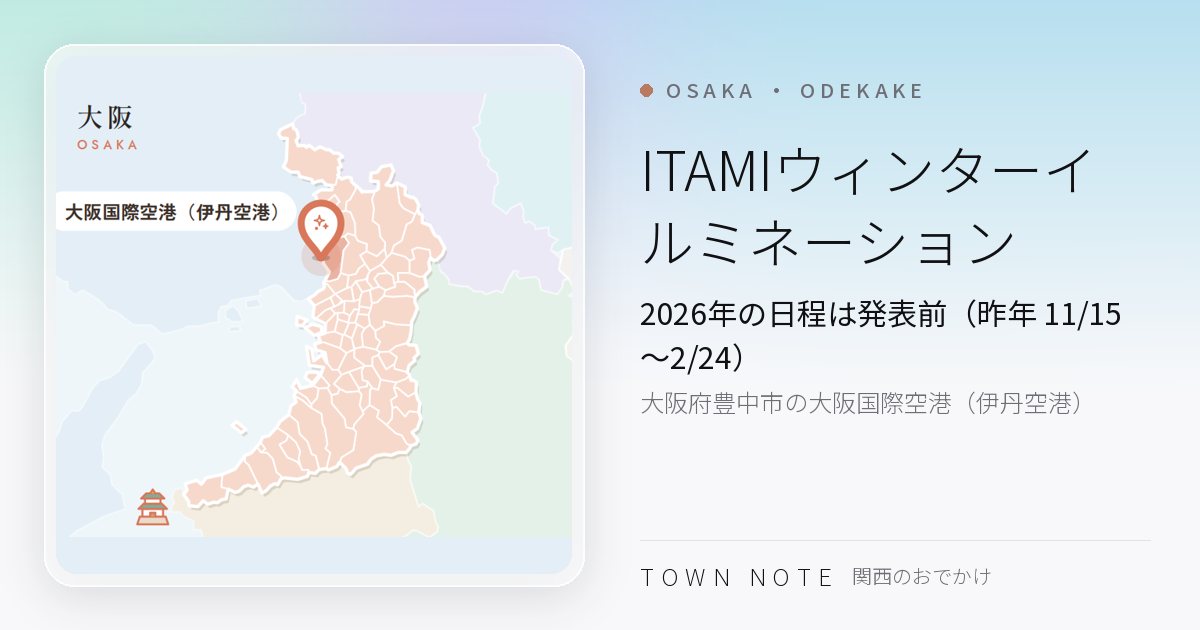 大阪
OSAKA
大阪国際空港（伊丹空港）
OSAKA・ODEKAKE
ITAMIウィンターイ
ルミネーション
2026年の日程は発表前（昨年 11/15
〜2/24）
大阪府豊中市の大阪国際空港（伊丹空港）
TOWN NOTE 関西のおでかけ